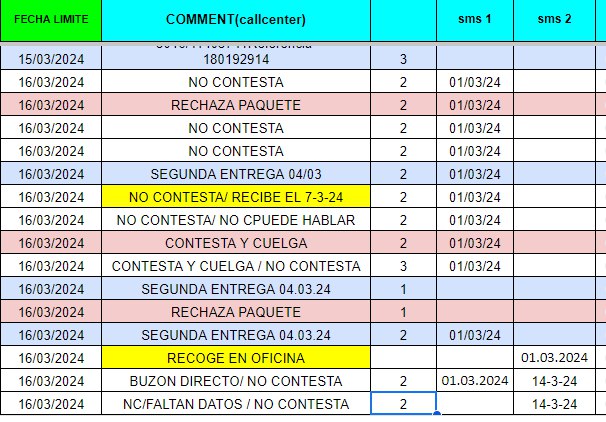 FECHA LIMITE COMMENT(callcenter) sms 1 sms 2
15/03/2024 180192914 3
16/03/2024 NO CONTESTA 2 01/03/24
16/03/2024 RECHAZA PAQUETE 2 01/03/24
16/03/2024 NO CONTESTA 2 01/03/24
16/03/2024 NO CONTESTA 2 01/03/24
16/03/2024 SEGUNDA ENTREGA 04/03 2 01/03/24
16/03/2024 NO CONTESTA/ RECIBE EL 7-3-24 2 01/03/24
16/03/2024 NO CONTESTA/ NO CPUEDE HABLAR 2 01/03/24
16/03/2024 CONTESTA Y CUELGA 2 01/03/24
16/03/2024 CONTESTA Y CUELGA / NO CONTESTA 3 01/03/24
16/03/2024 SEGUNDA ENTREGA 04.03.24 1
16/03/2024 RECHAZA PAQUETE 1
16/03/2024 SEGUNDA ENTREGA 04.03.24 2 01/03/24
16/03/2024 RECOGE EN OFICINA 01.03.2024
16/03/2024 BUZON DIRECTO/ NO CONTESTA 2 01.03.2024 14-3-24
16/03/2024 NC/FALTAN DATOS / NO CONTESTA 2 14-3-24